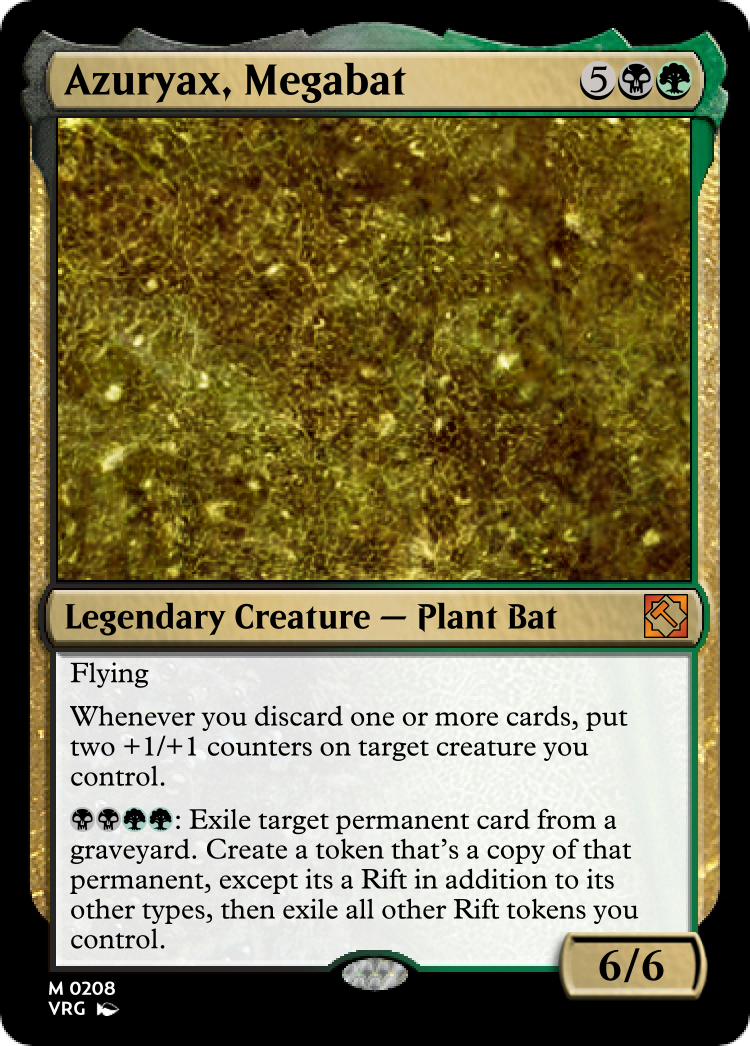 Azuryax, Megabat 5
Legendary Creature — Plant Bat
Flying
Whenever you discard one or more cards, put
two +1/+1 counters on target creature you
control.
: Exile target permanent card from a
graveyard. Create a token that's a copy of that
permanent, except its a Rift in addition to its
other types, then exile all other Rift tokens you
control.
6/6
M 0208
VRG